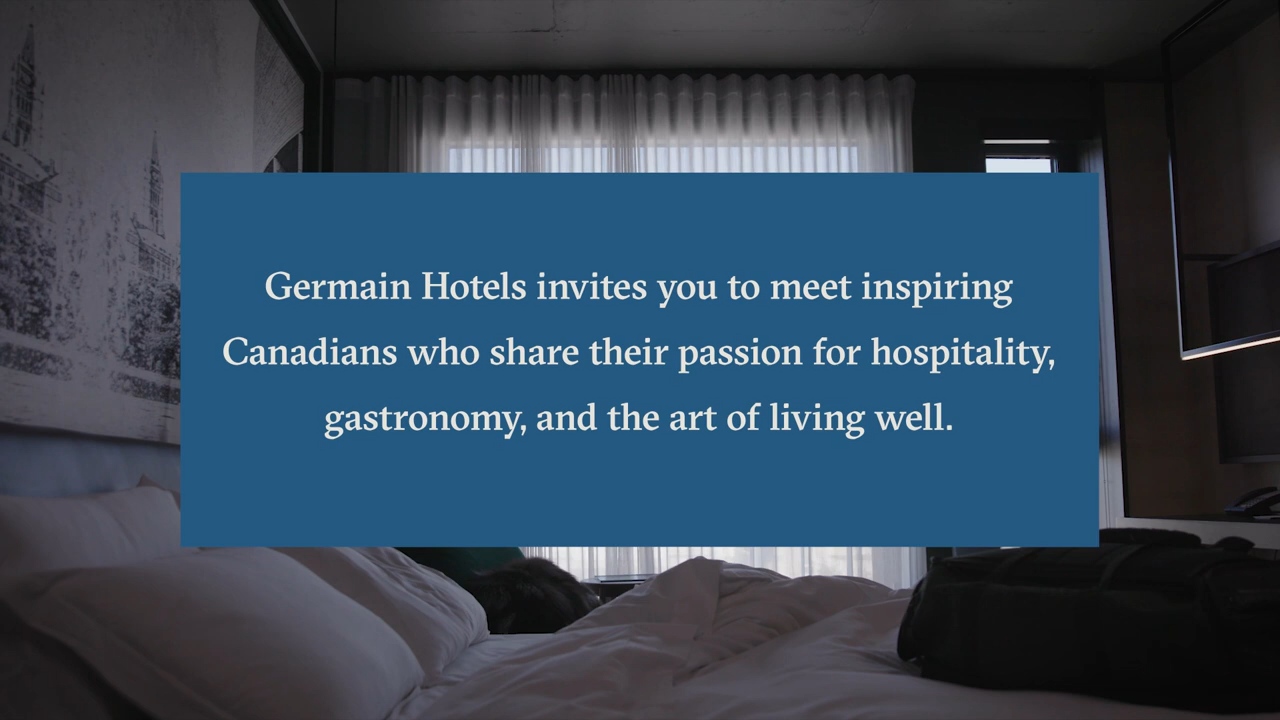 Germain Hotels invites you to meet inspiring
Canadians who share their passion for hospitality,
gastronomy, and the art of living well.